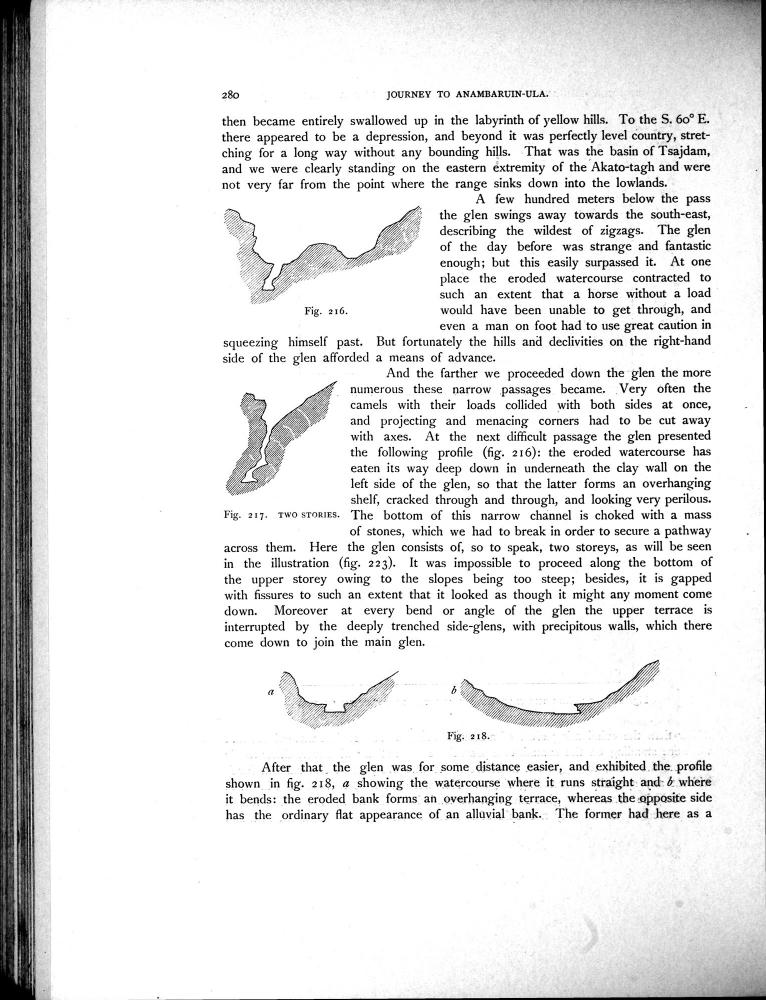 280
JOURNEY TO ANAMBARUIN-ULA.
then became entirely swallowed up in the labyrinth of yellow hills. To the S. 60° E.
there appeared to be a depression, and beyond it was perfectly level country, stret-
ching for a long way without any bounding hills. That was the basin of Tsajdam,
and we were clearly standing on the eastern extremity of the Akato-tagh and were
not very far from the point where the range sinks down into the lowlands.
A few hundred meters below the pass
the glen swings away towards the south-east,
describing the wildest of zigzags. The glen
of the day before was strange and fantastic
enough; but this easily surpassed it. At one
place the eroded watercourse contracted to
such an extent that a horse without a load
would have been unable to get through, and
even a man on foot had to use great caution in
Fig. 216.
squeezing himself past. But fortunately the hills and declivities on the right-hand
side of the glen afforded a means of advance.
And the farther we proceeded down the glen the more
numerous these narrow passages became. Very often the
camels with their loads collided with both sides at once,
and projecting and menacing corners had to be cut away
with axes. At the next difficult passage the glen presented
the following profile (fig. 216): the eroded watercourse has
eaten its way deep down in underneath the clay wall on the
left side of the glen, so that the latter forms an overhanging
shelf, cracked through and through, and looking very perilous.
The bottom of this narrow channel is choked with a mass
of stones, which we had to break in order to secure a pathway
Fig. 217. TWO STORIES.
across them. Here the glen consists of, so to speak, two storeys, as will be seen
in the illustration (fig. 223). It was impossible to proceed along the bottom of
the upper storey owing to the slopes being too steep; besides, it is gapped
with fissures to such an extent that it looked as though it might any moment come
down. Moreover at every bend or angle of the glen the upper terrace is
interrupted by the deeply trenched side-glens, with precipitous walls, which there
come down to join the main glen.
a
b
Fig. 218.
After that the glen was for some distance easier, and exhibited the profile
shown in fig. 218, a showing the watercourse where it runs straight and b where
it bends: the eroded bank forms an overhanging terrace, whereas the opposite side
has the ordinary flat appearance of an alluvial bank. The former had here as a